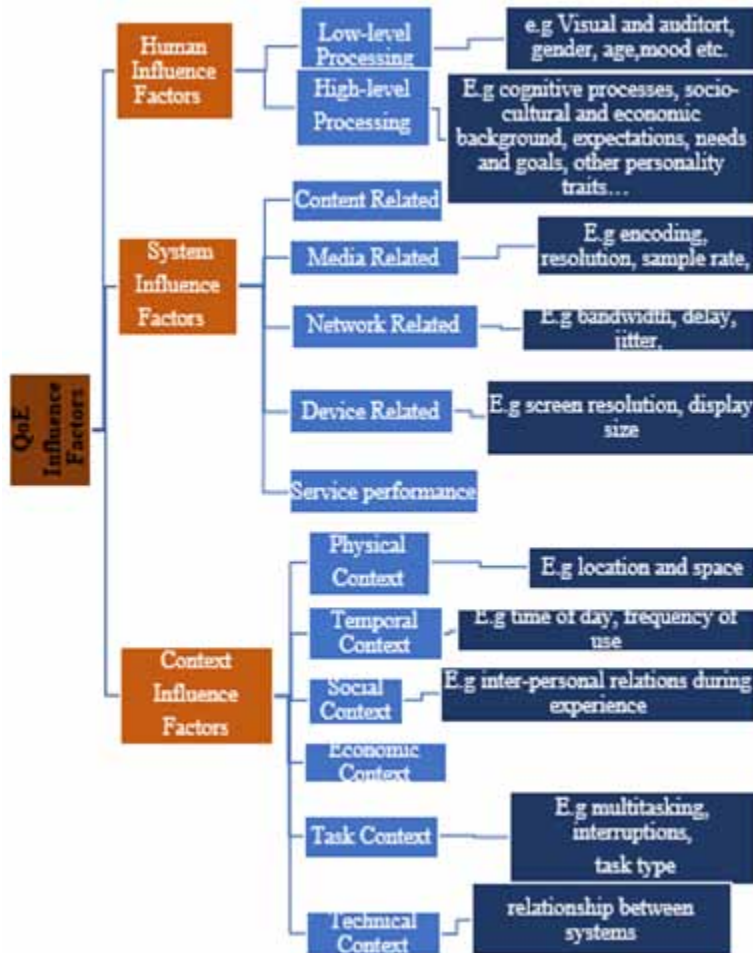 QoE
Influence
Factors
Human
Influence
Factors
Low-level
Processing
e.g Visual and auditort,
gender, age,mood etc.
High-level
Processing
E.g cognitive processes, socio-
cultural and economic
background, expectations, needs
and goals, other personality
traits…
System
Influence
Factors
Content Related
Media Related
E.g encoding,
resolution, sample rate,
Network Related
E.g bandwidth, delay,
jitter,
Device Related
E.g screen resolution, display
size
Service performance
Context
Influence
Factors
Physical
Context
E.g location and space
Temporal
Context
E.g time of day, frequency of
use
Social
Context
E.g inter-personal relations during
experience
Economic
Context
Task Context
E.g multitasking,
interruptions,
task type
Technical
Context
relationship between
systems